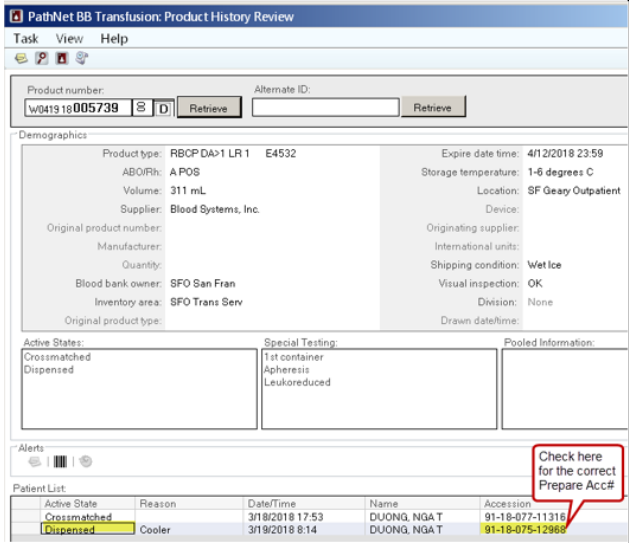 PathNet BB Transfusion: Product History Review
Task View Help
Product number:
Alternate ID:
W0419 18 005739 8 D Retrieve
Retrieve
Demographics
Product type: RBCP DA>1 LR 1 E4532
Expire date time: 4/12/2018 23:59
ABO/Rh: A POS
Storage temperature: 1-6 degrees C
Volume: 311 mL
Location: SF Geary Outpatient
Supplier: Blood Systems, Inc.
Device:
Original product number:
Originating supplier:
Manufacturer:
International units:
Quantity:
Shipping condition: Wet Ice
Blood bank owner: SFO San Fran
Visual inspection: OK
Inventory area: SFO Trans Serv
Division: None
Original product type:
Drawn date/time:
Active States:
Special Testing:
Pooled Information:
Crossmatched
Dispensed
1st container
Apheresis
Leukoreduced
Alerts
Check here
for the correct
Prepare Acc#
Patient List:
Active State Reason Date/Time Name Accession
Crossmatched 3/18/2018 17:53 DUONG, NGA T 91-18-077-11316
Dispensed Cooler 3/19/2018 8:14 DUONG, NGA T 91-18-075-12968